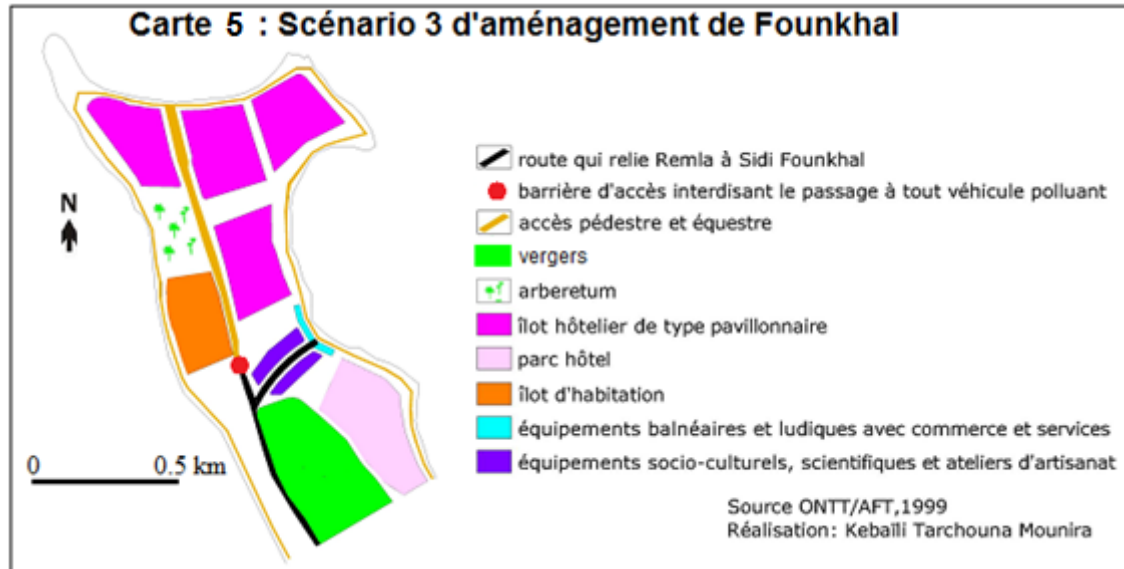 Carte 5 : Scénario 3 d'aménagement de Founkhal
route qui relie Remla à Sidi Founkhal
barrière d'accès interdisant le passage à tout véhicule polluant
N
accès pédestre et équestre
vergers
arberetum
îlot hôtelier de type pavillonnaire
parc hôtel
îlot d'habitation
équipements balnéaires et ludiques avec commerce et services
0 0.5 km
équipements socio-culturels, scientifiques et ateliers d'artisanat
Source ONTT/AFT,1999
Réalisation: Kebaïli Tarchouna Mounira